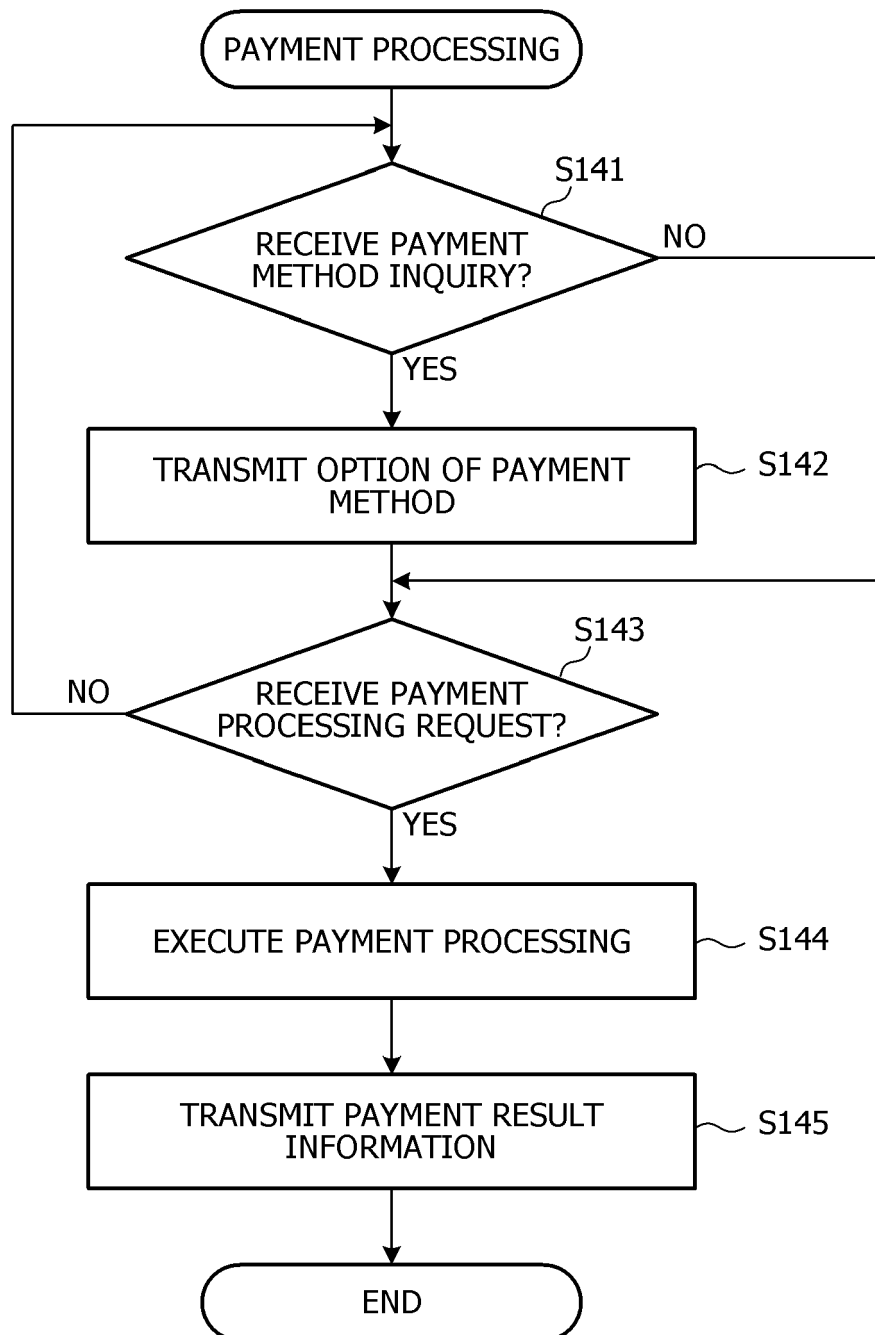 PAYMENT PROCESSING
S141
RECEIVE PAYMENT
METHOD INQUIRY?
NO
YES
TRANSMIT OPTION OF PAYMENT
METHOD
S142
S143
RECEIVE PAYMENT
PROCESSING REQUEST?
NO
YES
EXECUTE PAYMENT PROCESSING
S144
TRANSMIT PAYMENT RESULT
INFORMATION
S145
END